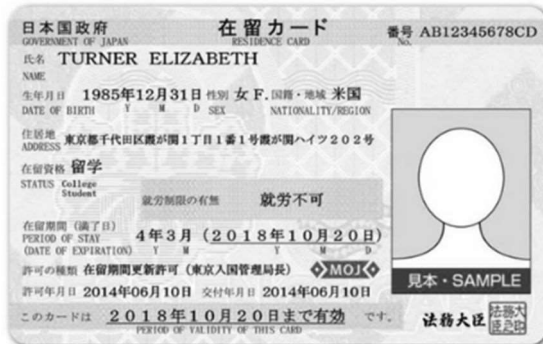 日本国政府 在留カード 番号 AB12345678CD
GOVERNMENT OF JAPAN RESIDENCE CARD No.
氏名 TURNER ELIZABETH
NAME
生年月日 1985年12月31日 性別 女 F. 国籍・地域 米国
DATE OF BIRTH Y M D SEX NATIONALITY/REGION
住居地 東京都千代田区霞が関1丁目1番1号霞が関ハイツ202号
ADDRESS
在留資格 留学
STATUS College Student
就労制限の有無 就労不可
在留期間(満了日) 4年3月(2018年10月20日)
PERIOD OF STAY
(DATE OF EXPIRATION) Y M Y M D
許可の種類 在留期間更新許可(東京入国管理局長) MOJ
見本・SAMPLE
許可年月日 2014年06月10日 交付年月日 2014年06月10日
このカードは 2018年10月20日まで有効 です。
PERIOD OF VALIDITY OF THIS CARD
法務大臣
法務大臣